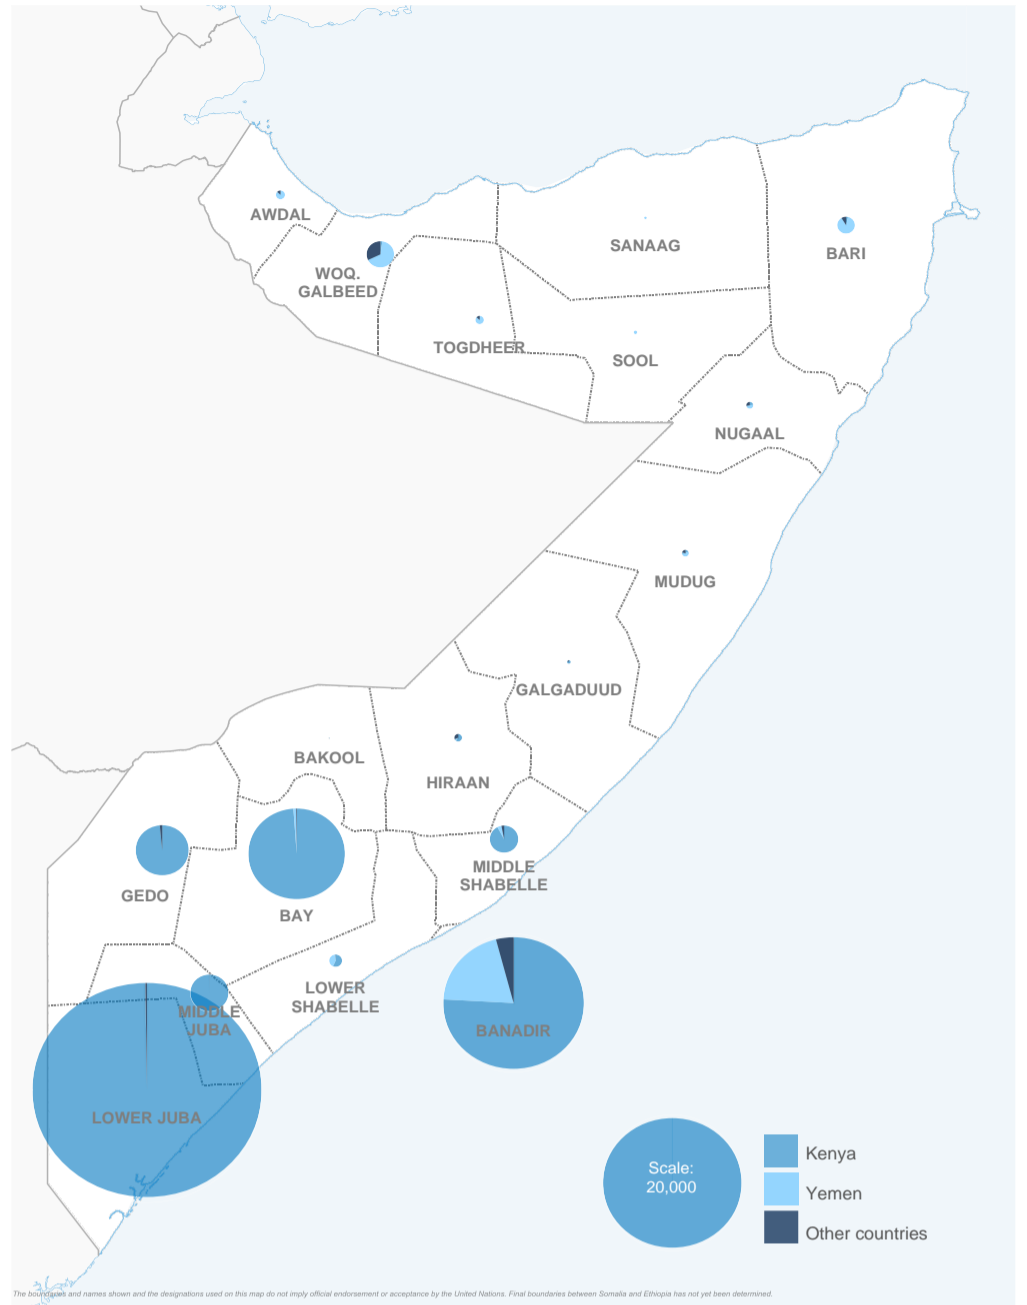 AWDAL
SANAAG
BARI
WOQ.
GALBEED
TOGDHEER
SOOL
NUGAAL
MUDUG
GALGADUUD
BAKOOL
HIRAAN
MIDDLE
SHABELLE
GEDO
BAY
LOWER
SHABELLE
MIDDLE
JUBA
BANADIR
LOWER JUBA
Scale:
20,000
Kenya
Yemen
Other countries
The boundaries and names shown and the designations used on this map do not imply official endorsement or acceptance by the United Nations. Final boundaries between Somalia and Ethiopia has not yet been determined.